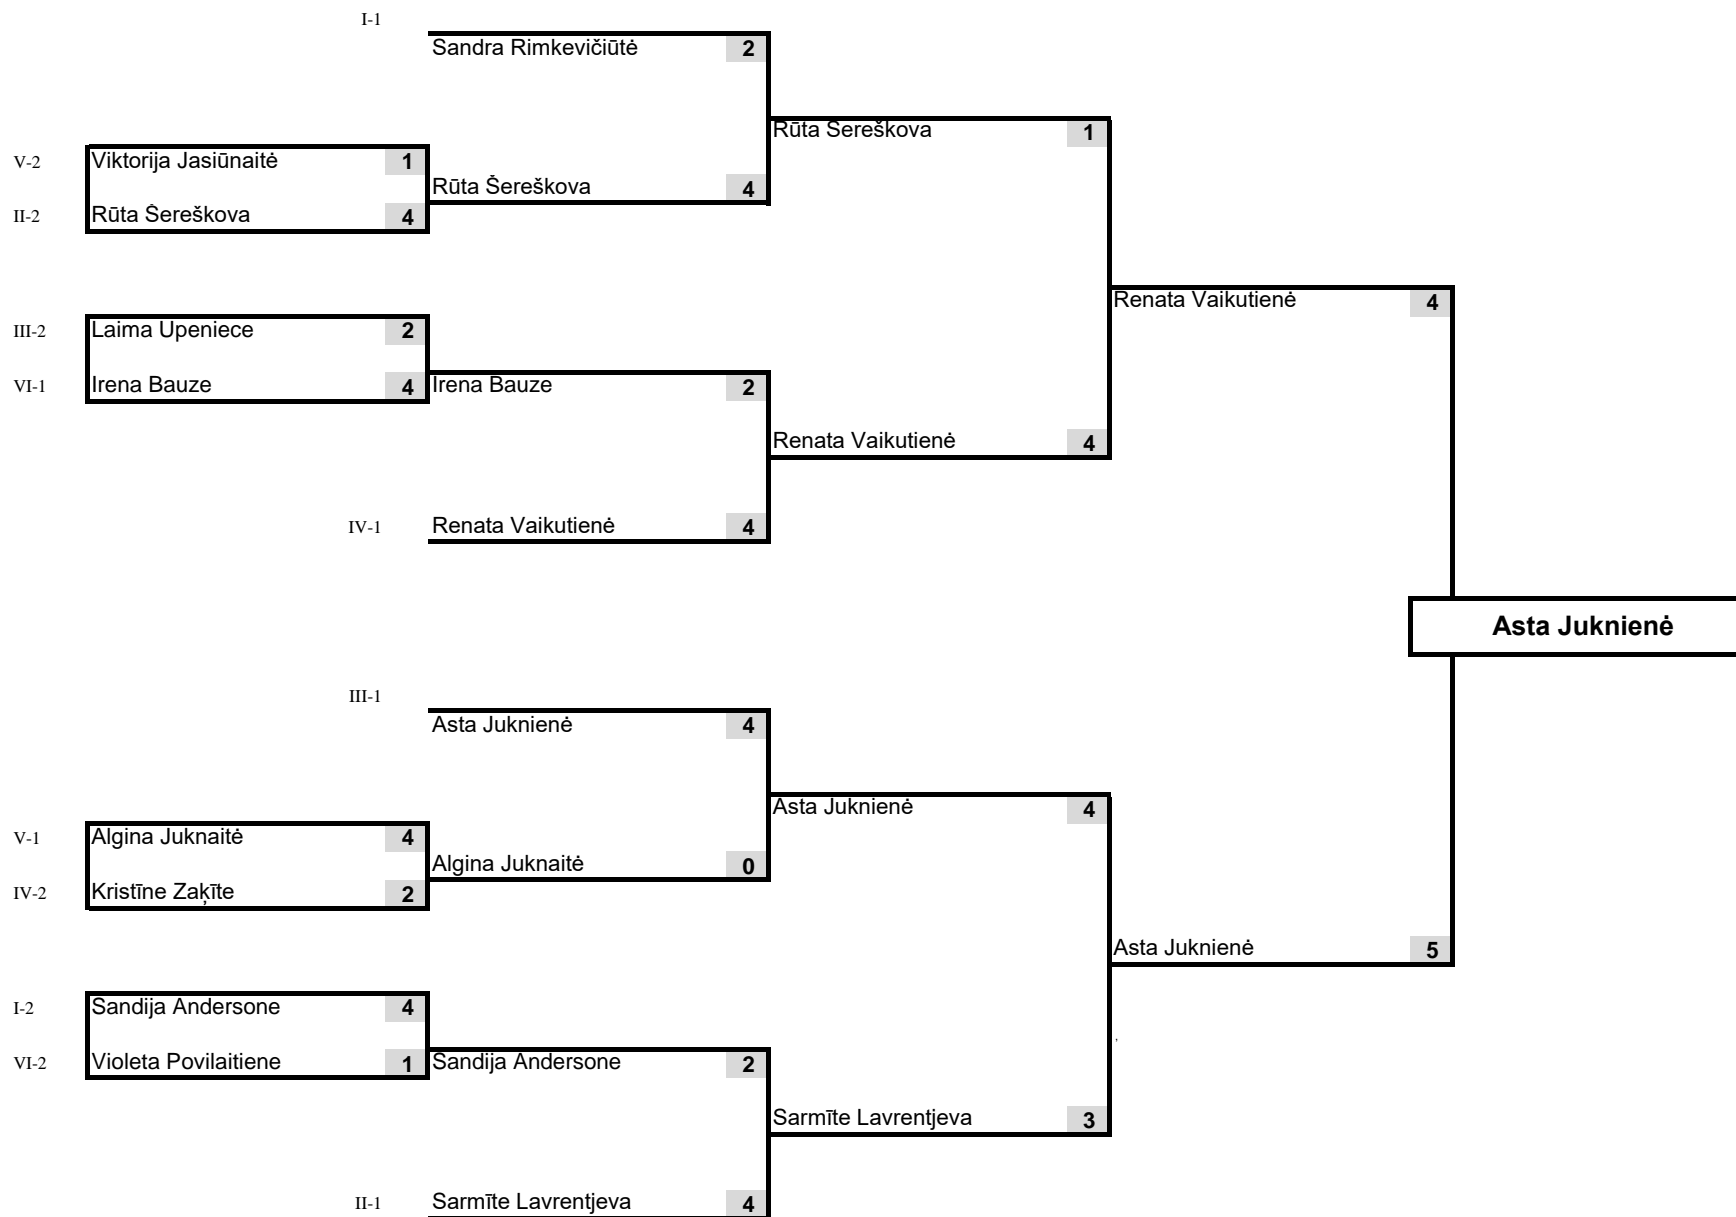 I-1
Sandra Rimkevičiūtė 2
Rūta Šereškova 1
V-2 Viktorija Jasiūnaitė 1
Rūta Šereškova 4
II-2 Rūta Šereškova 4
Renata Vaikutienė 4
III-2 Laima Upeniece 2
VI-1 Irena Bauze 4 Irena Bauze 2
Renata Vaikutienė 4
IV-1 Renata Vaikutienė 4
Asta Juknienė
III-1
Asta Juknienė 4
Asta Juknienė 4
V-1 Algina Juknaitė 4
Algina Juknaitė 0
IV-2 Kristīne Zaķīte 2
Asta Juknienė 5
I-2 Sandija Andersone 4
VI-2 Violeta Povilaitiene 1 Sandija Andersone 2
Sarmīte Lavrentjeva 3
II-1 Sarmīte Lavrentjeva 4